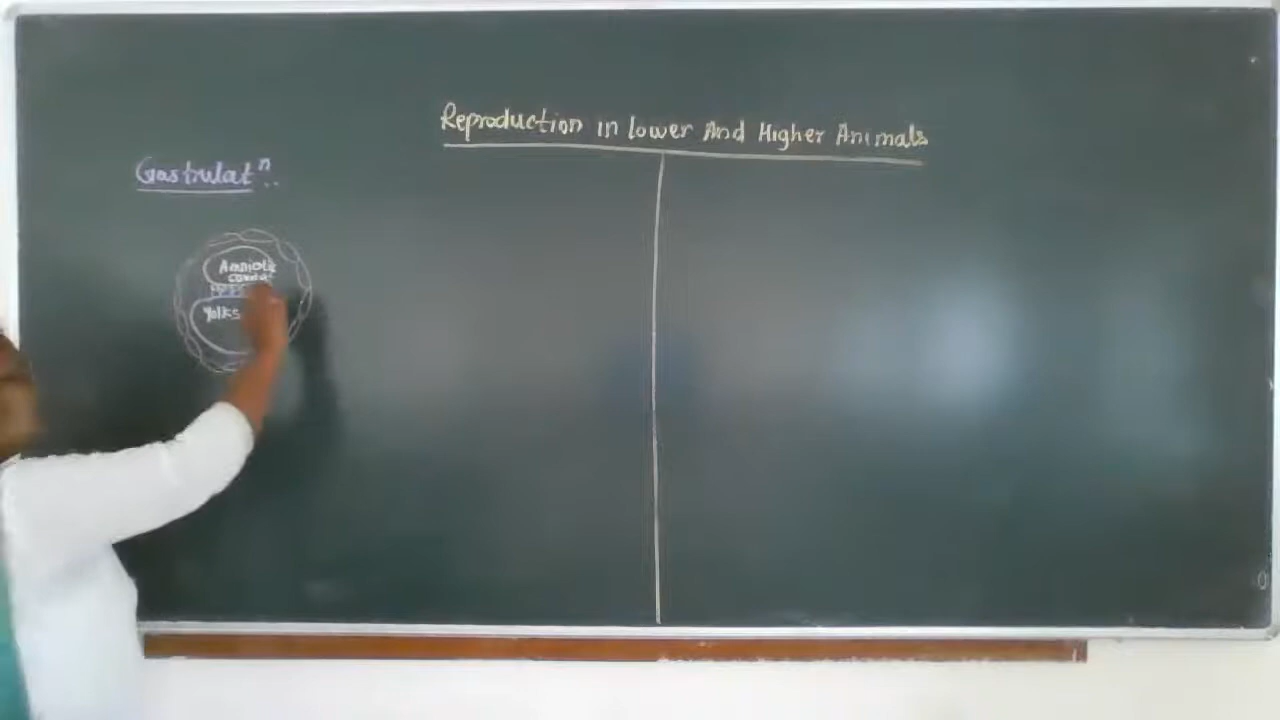 Reproduction in Lower And Higher Animals
Gastrulatⁿ..
Amniotic
Yolks